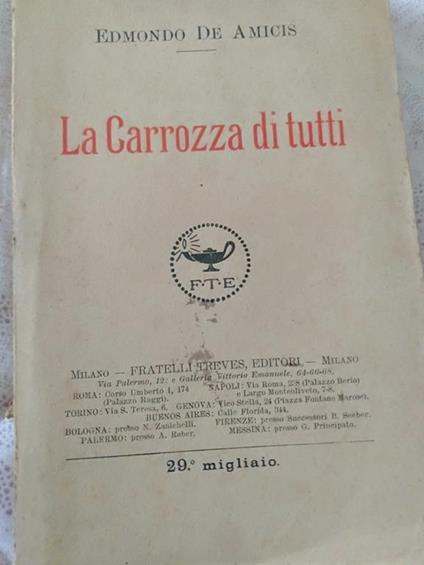 EDMONDO DE AMICIS
La Carrozza di tutti
F·T·E
MILANO — FRATELLI TREVES, EDITORI — MILANO
Via Palermo, 12: e Galleria Vittorio Emanuele, 64-66-68.
ROMA: Corso Umberto I, 174 NAPOLI: Via Roma, 258 (Palazzo Berio)
(Palazzo Raggi). e Largo Monteoliveto, 7-8.
TORINO: Via S. Teresa, 6. GENOVA: Vico Stella, 24 (Piazza Fontane Marose).
BUENOS AIRES: Calle Florida, 344.
BOLOGNA: presso N. Zanichelli. FIRENZE: presso Successori B. Seeber.
PALERMO: presso A. Reber. MESSINA: presso G. Principato.
29.° migliaio.